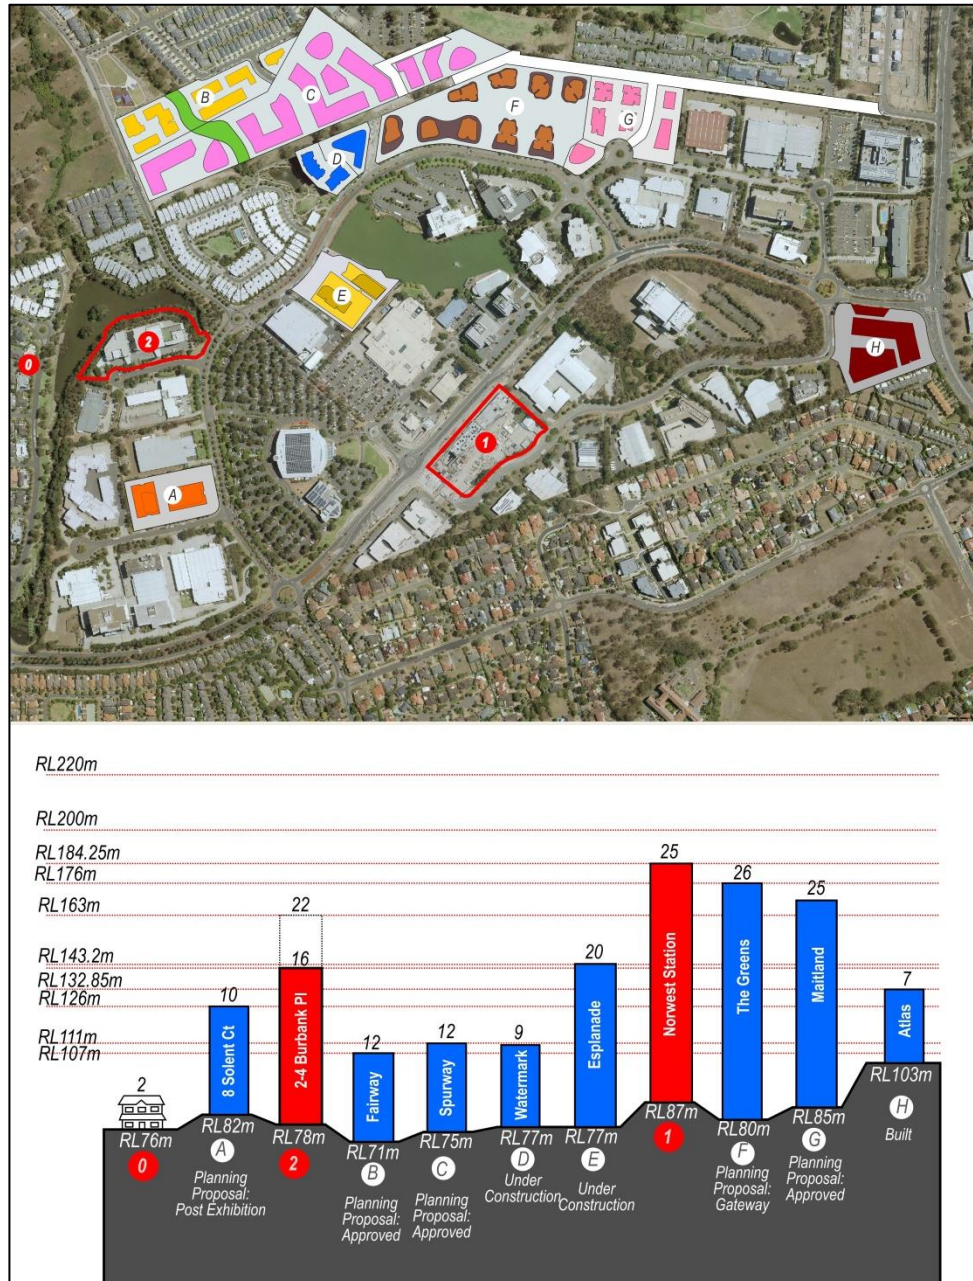 B
C
F
G
D
E
2
0
H
1
A
RL220m
RL200m
RL184.25m
RL176m
RL163m
RL143.2m
RL132.85m
RL126m
RL111m
RL107m
2
10
22
16
12
12
9
20
25
26
25
7
8 Solent Ct
2-4 Burbank Pl
Fairway
Spurway
Watermark
Esplanade
Norwest Station
The Greens
Maitland
Atlas
RL76m
0
RL82m
A
Planning
Proposal:
Post Exhibition
RL78m
2
RL71m
B
Planning
Proposal:
Approved
RL75m
C
Planning
Proposal:
Approved
RL77m
D
Under
Construction
RL77m
E
Under
Construction
RL87m
1
RL80m
F
Planning
Proposal:
Gateway
RL85m
G
Planning
Proposal:
Approved
RL103m
H
Built